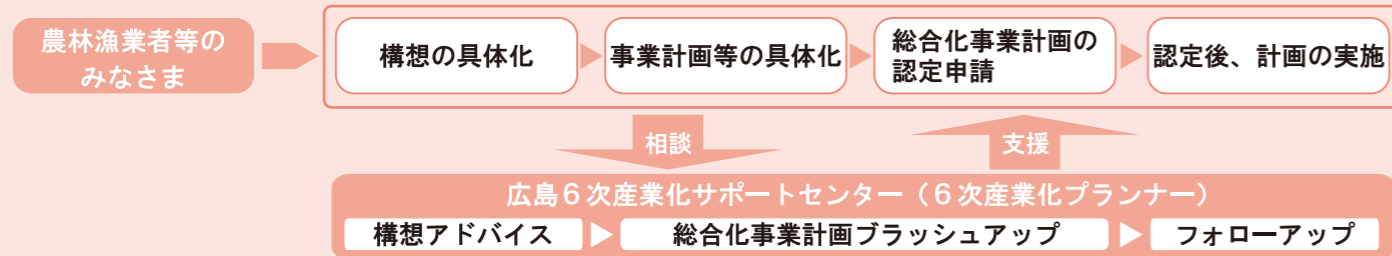 農林漁業者等の
みなさま
構想の具体化
事業計画等の具体化
総合化事業計画の
認定申請
認定後、計画の実施
相談
支援
広島６次産業化サポートセンター（６次産業化プランナー）
構想アドバイス
総合化事業計画ブラッシュアップ
フォローアップ